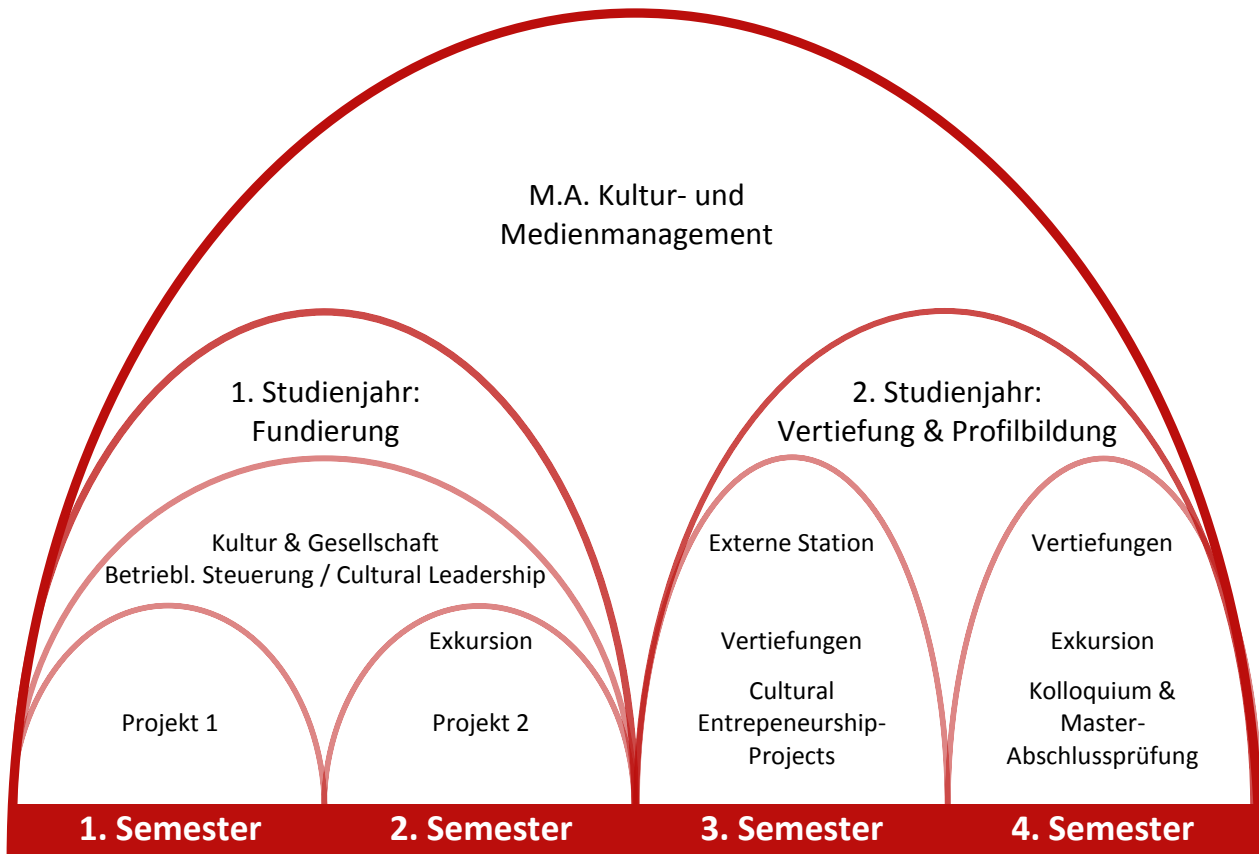 M.A. Kultur- und
Medienmanagement
1. Studienjahr:
Fundierung
2. Studienjahr:
Vertiefung & Profilbildung
Kultur & Gesellschaft
Betriebl. Steuerung / Cultural Leadership
Externe Station
Vertiefungen
Exkursion
Vertiefungen
Exkursion
Projekt 1
Projekt 2
Cultural
Entrepeneurship-
Projects
Kolloquium &
Master-
Abschlussprüfung
1. Semester
2. Semester
3. Semester
4. Semester